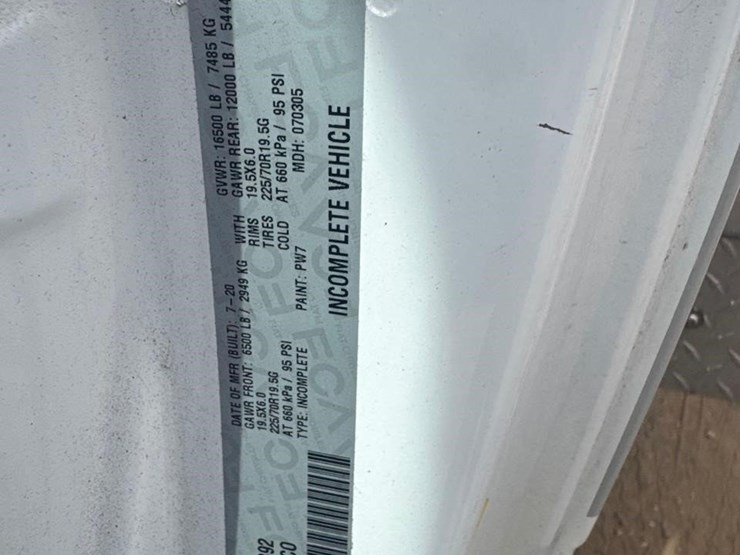 DATE OF MFR (BUILT): 7-20 GVWR: 16500 LB / 7485 KG
GAWR FRONT: 6500 LB / 2949 KG WITH GAWR REAR: 12000 LB / 5444
19.5X6.0 RIMS 19.5X6.0
225/70R19.5G TIRES 225/70R19.5G
AT 660 kPa / 95 PSI COLD AT 660 kPa / 95 PSI
TYPE: INCOMPLETE PAINT: PW7 MDH: 070305
INCOMPLETE VEHICLE
92
CO